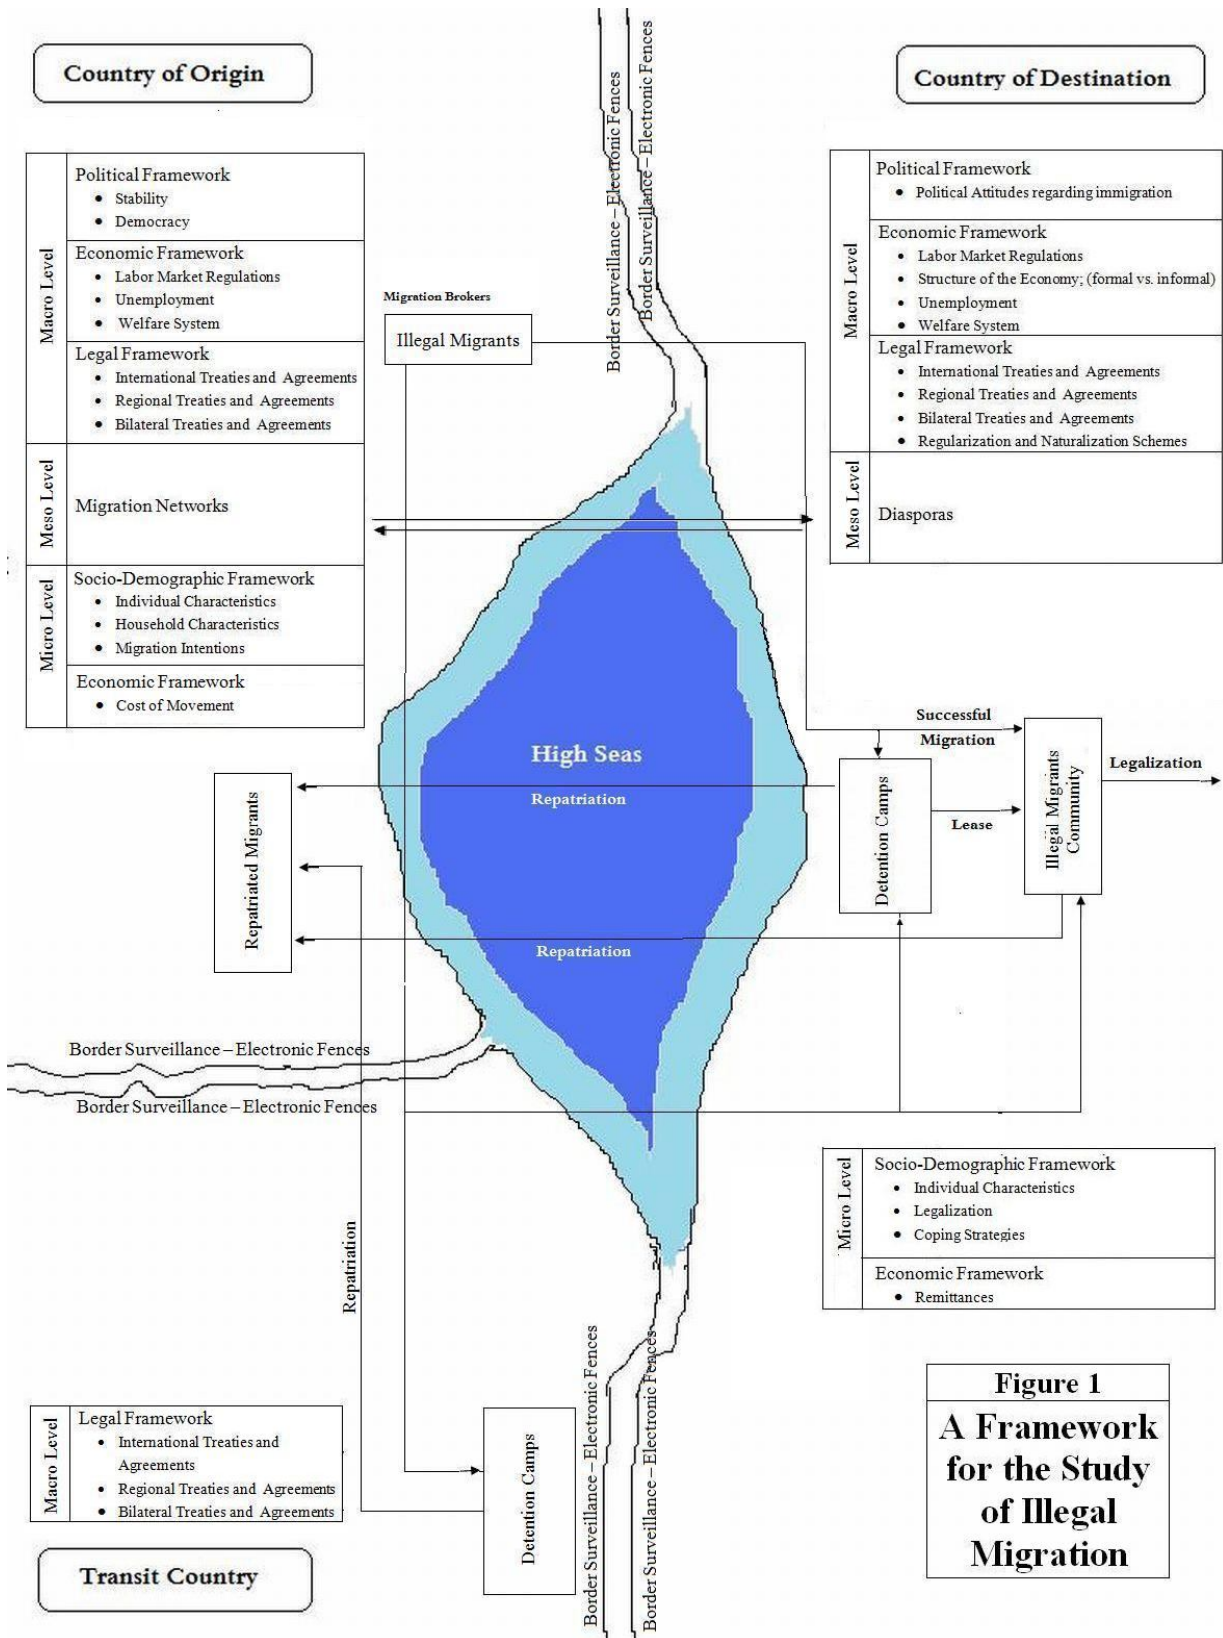 Country of Origin
Country of Destination
Border Surveillance – Electronic Fences
Border Surveillance – Electronic Fences
Macro Level
Political Framework
• Stability
• Democracy
Economic Framework
• Labor Market Regulations
• Unemployment
• Welfare System
Legal Framework
• International Treaties and Agreements
• Regional Treaties and Agreements
• Bilateral Treaties and Agreements
Meso Level
Migration Networks
Micro Level
Socio-Demographic Framework
• Individual Characteristics
• Household Characteristics
• Migration Intentions
Economic Framework
• Cost of Movement
Migration Brokers
Illegal Migrants
Macro Level
Political Framework
• Political Attitudes regarding immigration
Economic Framework
• Labor Market Regulations
• Structure of the Economy; (formal vs. informal)
• Unemployment
• Welfare System
Legal Framework
• International Treaties and Agreements
• Regional Treaties and Agreements
• Bilateral Treaties and Agreements
• Regularization and Naturalization Schemes
Meso Level
Diasporas
High Seas
Repatriation
Repatriation
Repatriated Migrants
Successful
Migration
Detention Camps
Lease
Illegal Migrants
Community
Legalization
Border Surveillance – Electronic Fences
Border Surveillance – Electronic Fences
Micro Level
Socio-Demographic Framework
• Individual Characteristics
• Legalization
• Coping Strategies
Economic Framework
• Remittances
Repatriation
Macro Level
Legal Framework
• International Treaties and
Agreements
• Regional Treaties and Agreements
• Bilateral Treaties and Agreements
Transit Country
Detention Camps
Border Surveillance – Electronic Fences
Border Surveillance – Electronic Fences
Figure 1
A Framework
for the Study
of Illegal
Migration